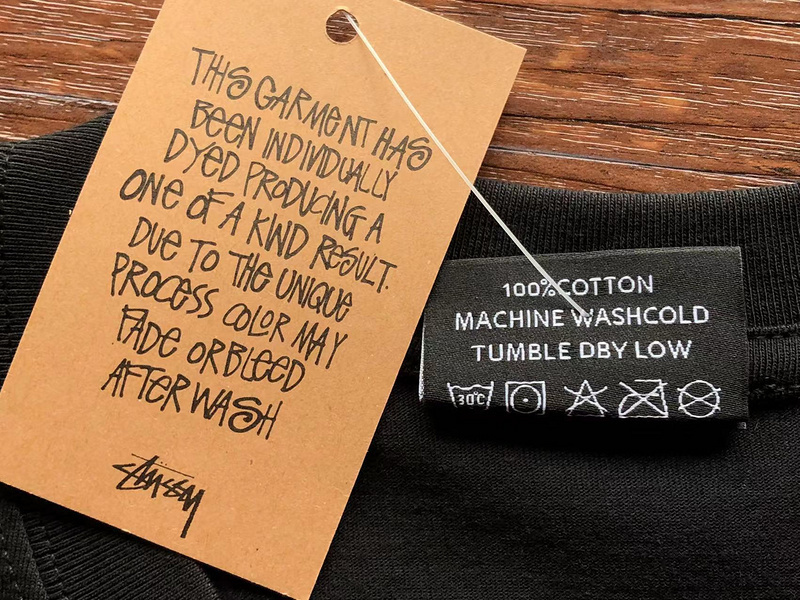 THIS GARMENT HAS
BEEN INDIVIDUALLY
DYED PRODUCING A
ONE OF A KIND RESULT.
DUE TO THE UNIQUE
PROCESS COLOR MAY
FADE OR BLEED
AFTER WASH
STÜSSY
100%COTTON
MACHINE WASHCOLD
TUMBLE DBY LOW
30°C